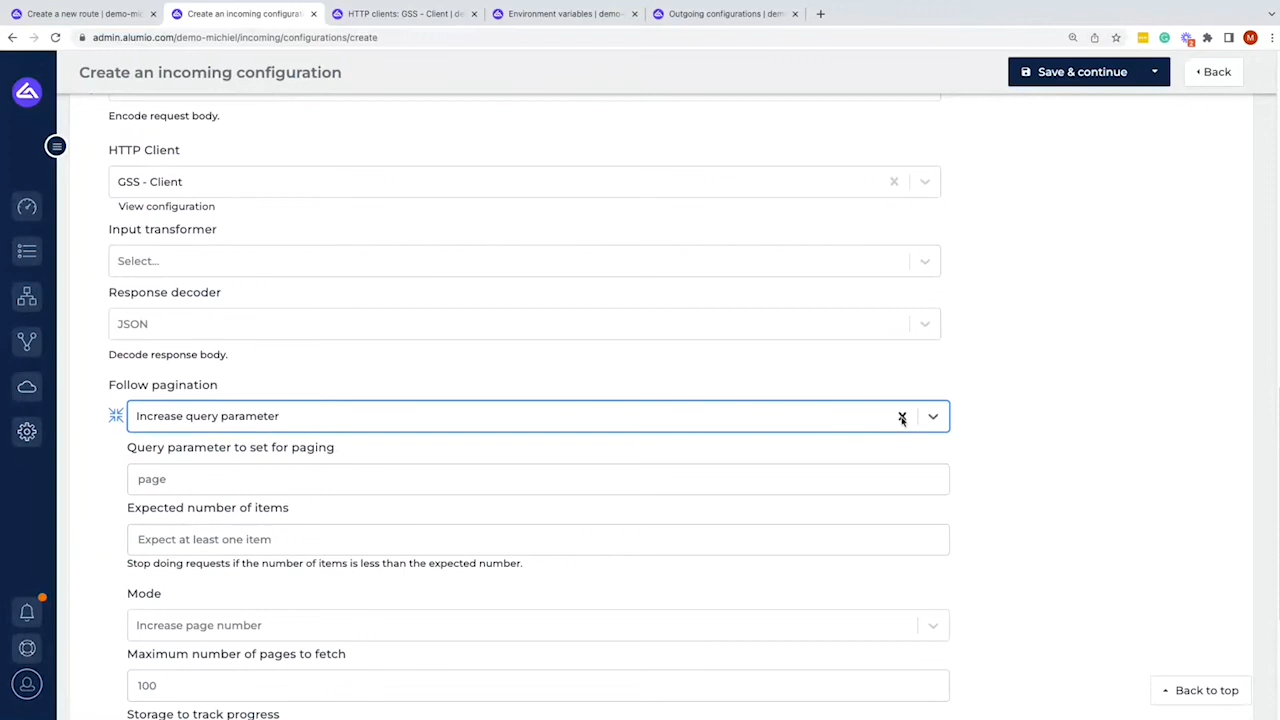 Create a new route | demo-mic
Create an incoming configurat
HTTP clients: GSS - Client | de
Environment variables | demo-
Outgoing configurations | dem
admin.alumio.com/demo-michiel/incoming/configurations/create
M
Create an incoming configuration
Save & continue
Back
Encode request body.
HTTP Client
GSS - Client
View configuration
Input transformer
Select...
Response decoder
JSON
Decode response body.
Follow pagination
Increase query parameter
Query parameter to set for paging
page
Expected number of items
Expect at least one item
Stop doing requests if the number of items is less than the expected number.
Mode
Increase page number
Maximum number of pages to fetch
100
Back to top
Storage to track progress